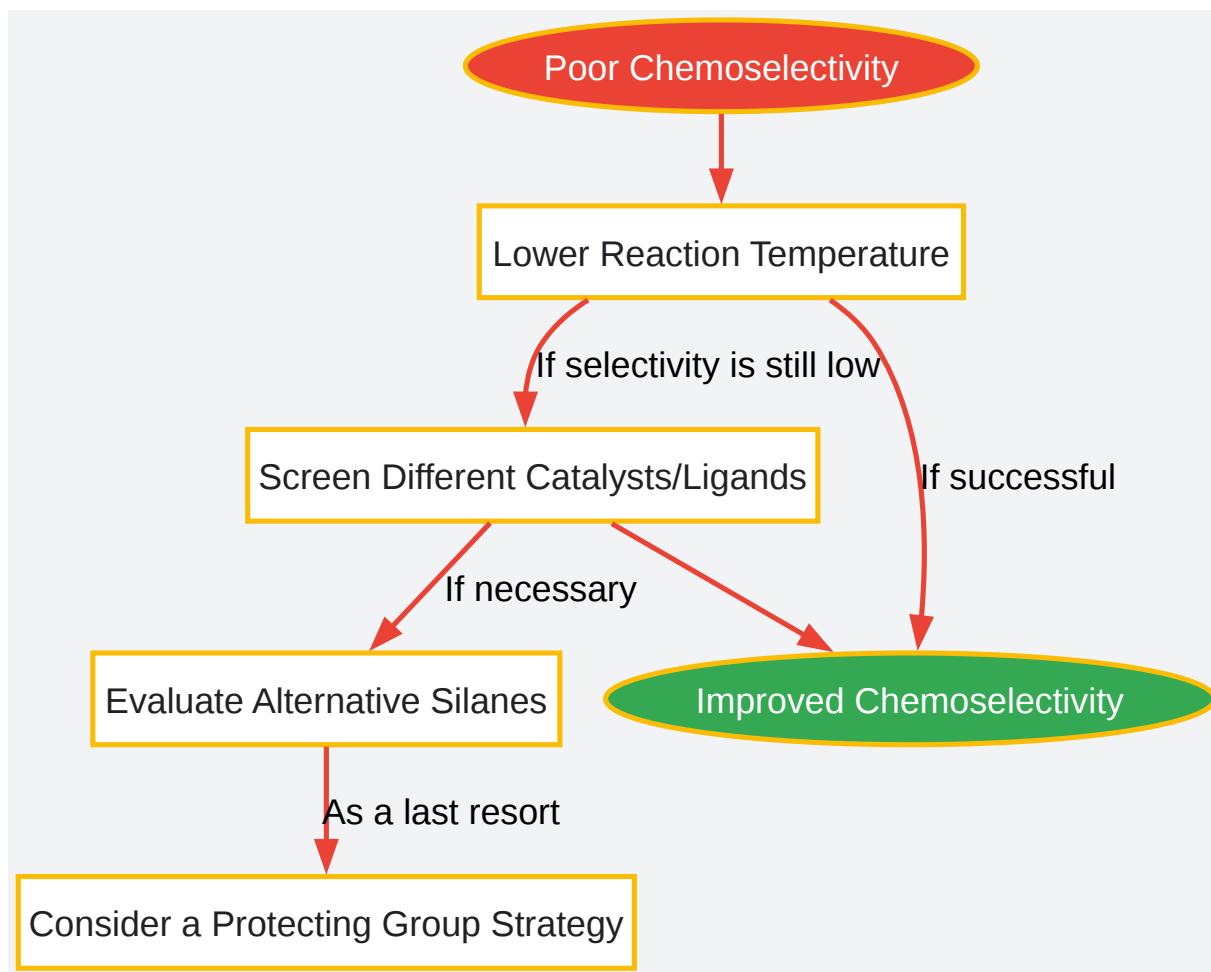 Poor Chemoselectivity
Lower Reaction Temperature
If selectivity is still low
Screen Different Catalysts/Ligands
If successful
If necessary
Evaluate Alternative Silanes
Improved Chemoselectivity
As a last resort
Consider a Protecting Group Strategy